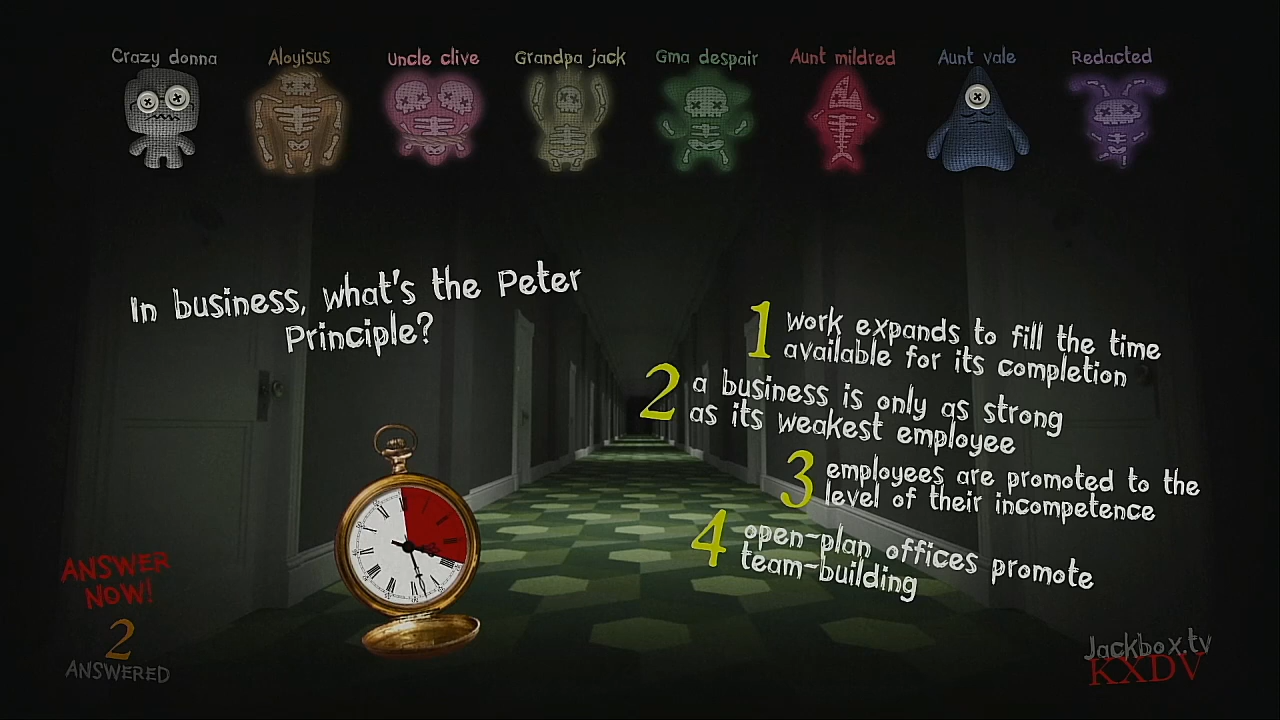 Crazy donna
Aloyisus
Uncle clive
Grandpa jack
Gma despair
Aunt mildred
Aunt vale
Redacted
In business, what's the Peter
Principle?
1 work expands to fill the time
available for its completion
2 a business is only as strong
as its weakest employee
3 employees are promoted to the
level of their incompetence
4 open-plan offices promote
team-building
ANSWER
NOW!
2
ANSWERED
Jackbox.tv
KXDV